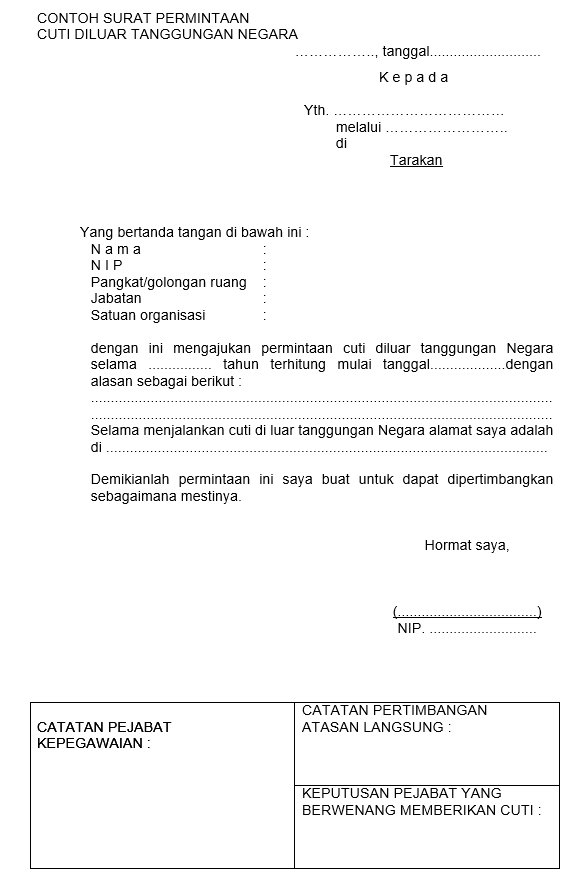 CONTOH SURAT PERMINTAAN
CUTI DILUAR TANGGUNGAN NEGARA
…………….., tanggal............................
K e p a d a
Yth. ………………………………
melalui ……………………..
di
Tarakan
Yang bertanda tangan di bawah ini :
N a m a :
N I P :
Pangkat/golongan ruang :
Jabatan :
Satuan organisasi :
dengan ini mengajukan permintaan cuti diluar tanggungan Negara
selama ................ tahun terhitung mulai tanggal...................dengan
alasan sebagai berikut :
....................................................................................................................
....................................................................................................................
Selama menjalankan cuti di luar tanggungan Negara alamat saya adalah
di ...............................................................................................................
Demikianlah permintaan ini saya buat untuk dapat dipertimbangkan
sebagaimana mestinya.
Hormat saya,
(...................................)
NIP. ...........................
CATATAN PEJABAT
KEPEGAWAIAN :
CATATAN PERTIMBANGAN
ATASAN LANGSUNG :
KEPUTUSAN PEJABAT YANG
BERWENANG MEMBERIKAN CUTI :